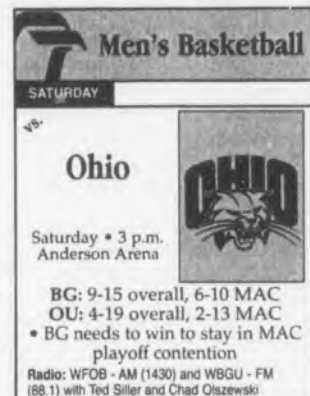 Men's Basketball
SATURDAY
vs.
Ohio
OHIO
Saturday • 3 p.m.
Anderson Arena
BG: 9-15 overall, 6-10 MAC
OU: 4-19 overall, 2-13 MAC
• BG needs to win to stay in MAC
playoff contention
Radio: WFOB - AM (1430) and WBGU - FM
(88.1) with Ted Siller and Chad Olszewski